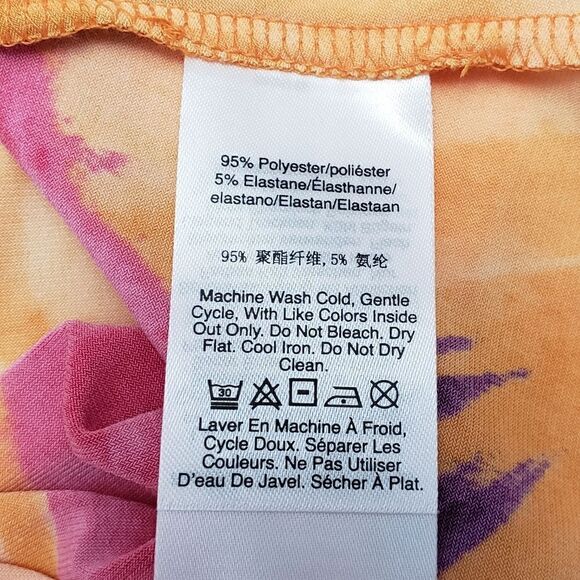 95% Polyester/poliéster
5% Elastane/Élasthanne/
elastano/Elastan/Elastaan
95% 聚酯纤维, 5% 氨纶
Machine Wash Cold, Gentle
Cycle, With Like Colors Inside
Out Only. Do Not Bleach. Dry
Flat. Cool Iron. Do Not Dry
Clean.
30
Laver En Machine À Froid,
Cycle Doux. Séparer Les
Couleurs. Ne Pas Utiliser
D'eau De Javel. Sécher À Plat.